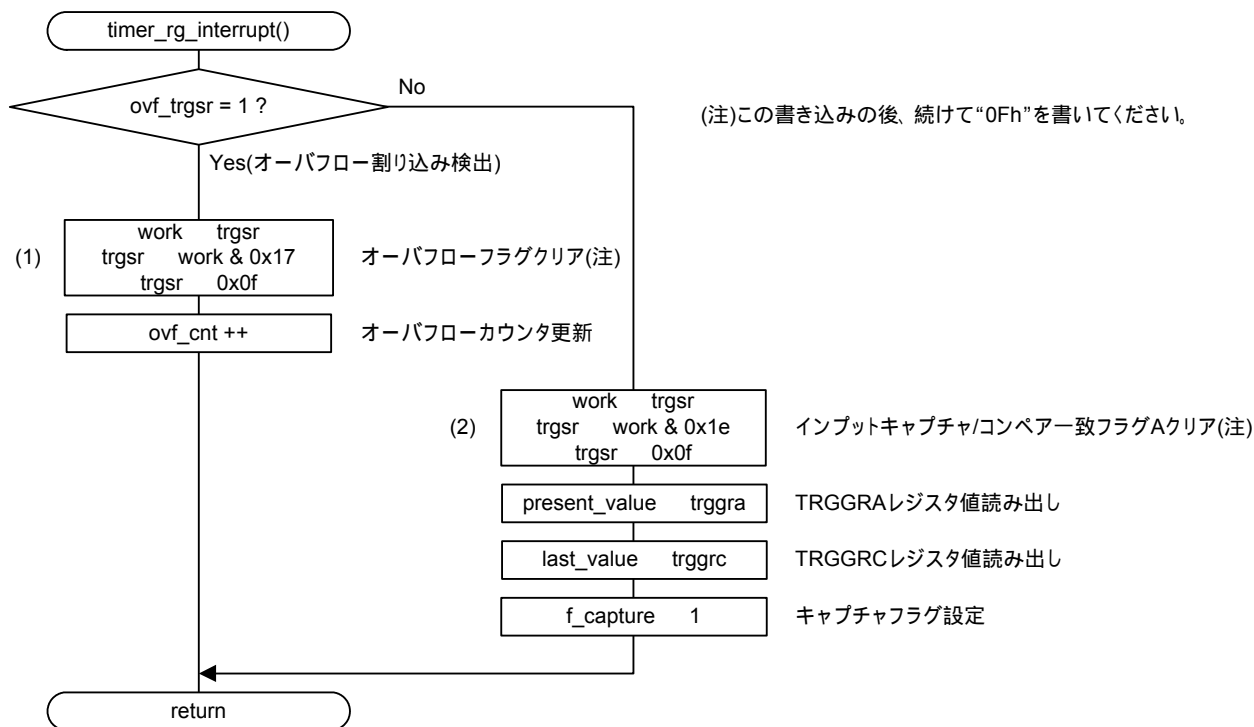 timer_rg_interrupt()
ovf_trgsr = 1 ?
No
(注)この書き込みの後、続けて“0Fh”を書いてください。
Yes(オーバフロー割り込み検出)
(1)
work trgsr
trgsr work & 0x17
trgsr 0x0f
オーバフローフラグクリア(注)
ovf_cnt ++
オーバフローカウンタ更新
(2)
work trgsr
trgsr work & 0x1e
trgsr 0x0f
インプットキャプチャ/コンペア一致フラグAクリア(注)
present_value trggra
TRGGRAレジスタ値読み出し
last_value trggrc
TRGGRCレジスタ値読み出し
f_capture 1
キャプチャフラグ設定
return